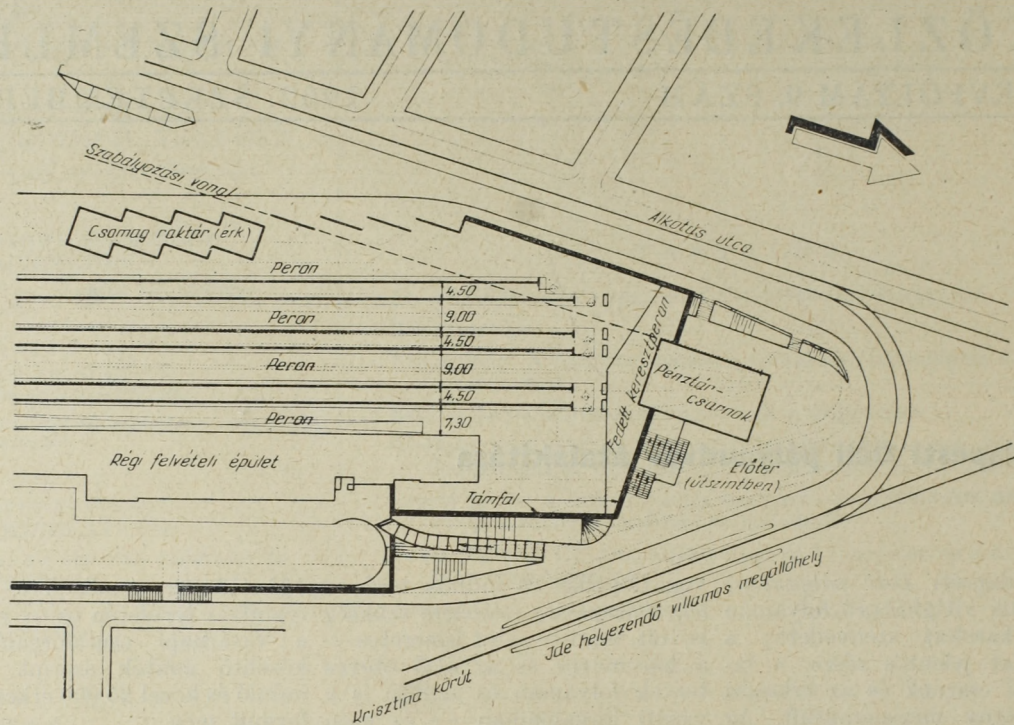 Szabályozási vonal
Csomag raktár (érk)
Alkotás utca
Peron
4.50
Peron
9.00
4.50
Peron
9.00
4.50
Peron
7,30
Fedett keresztperon
Pénztár-
csarnok
Régi felvételi épület
Előtér
(útszintben)
Támfal
Ide helyezendő villamos megállóhely
Krisztina körút